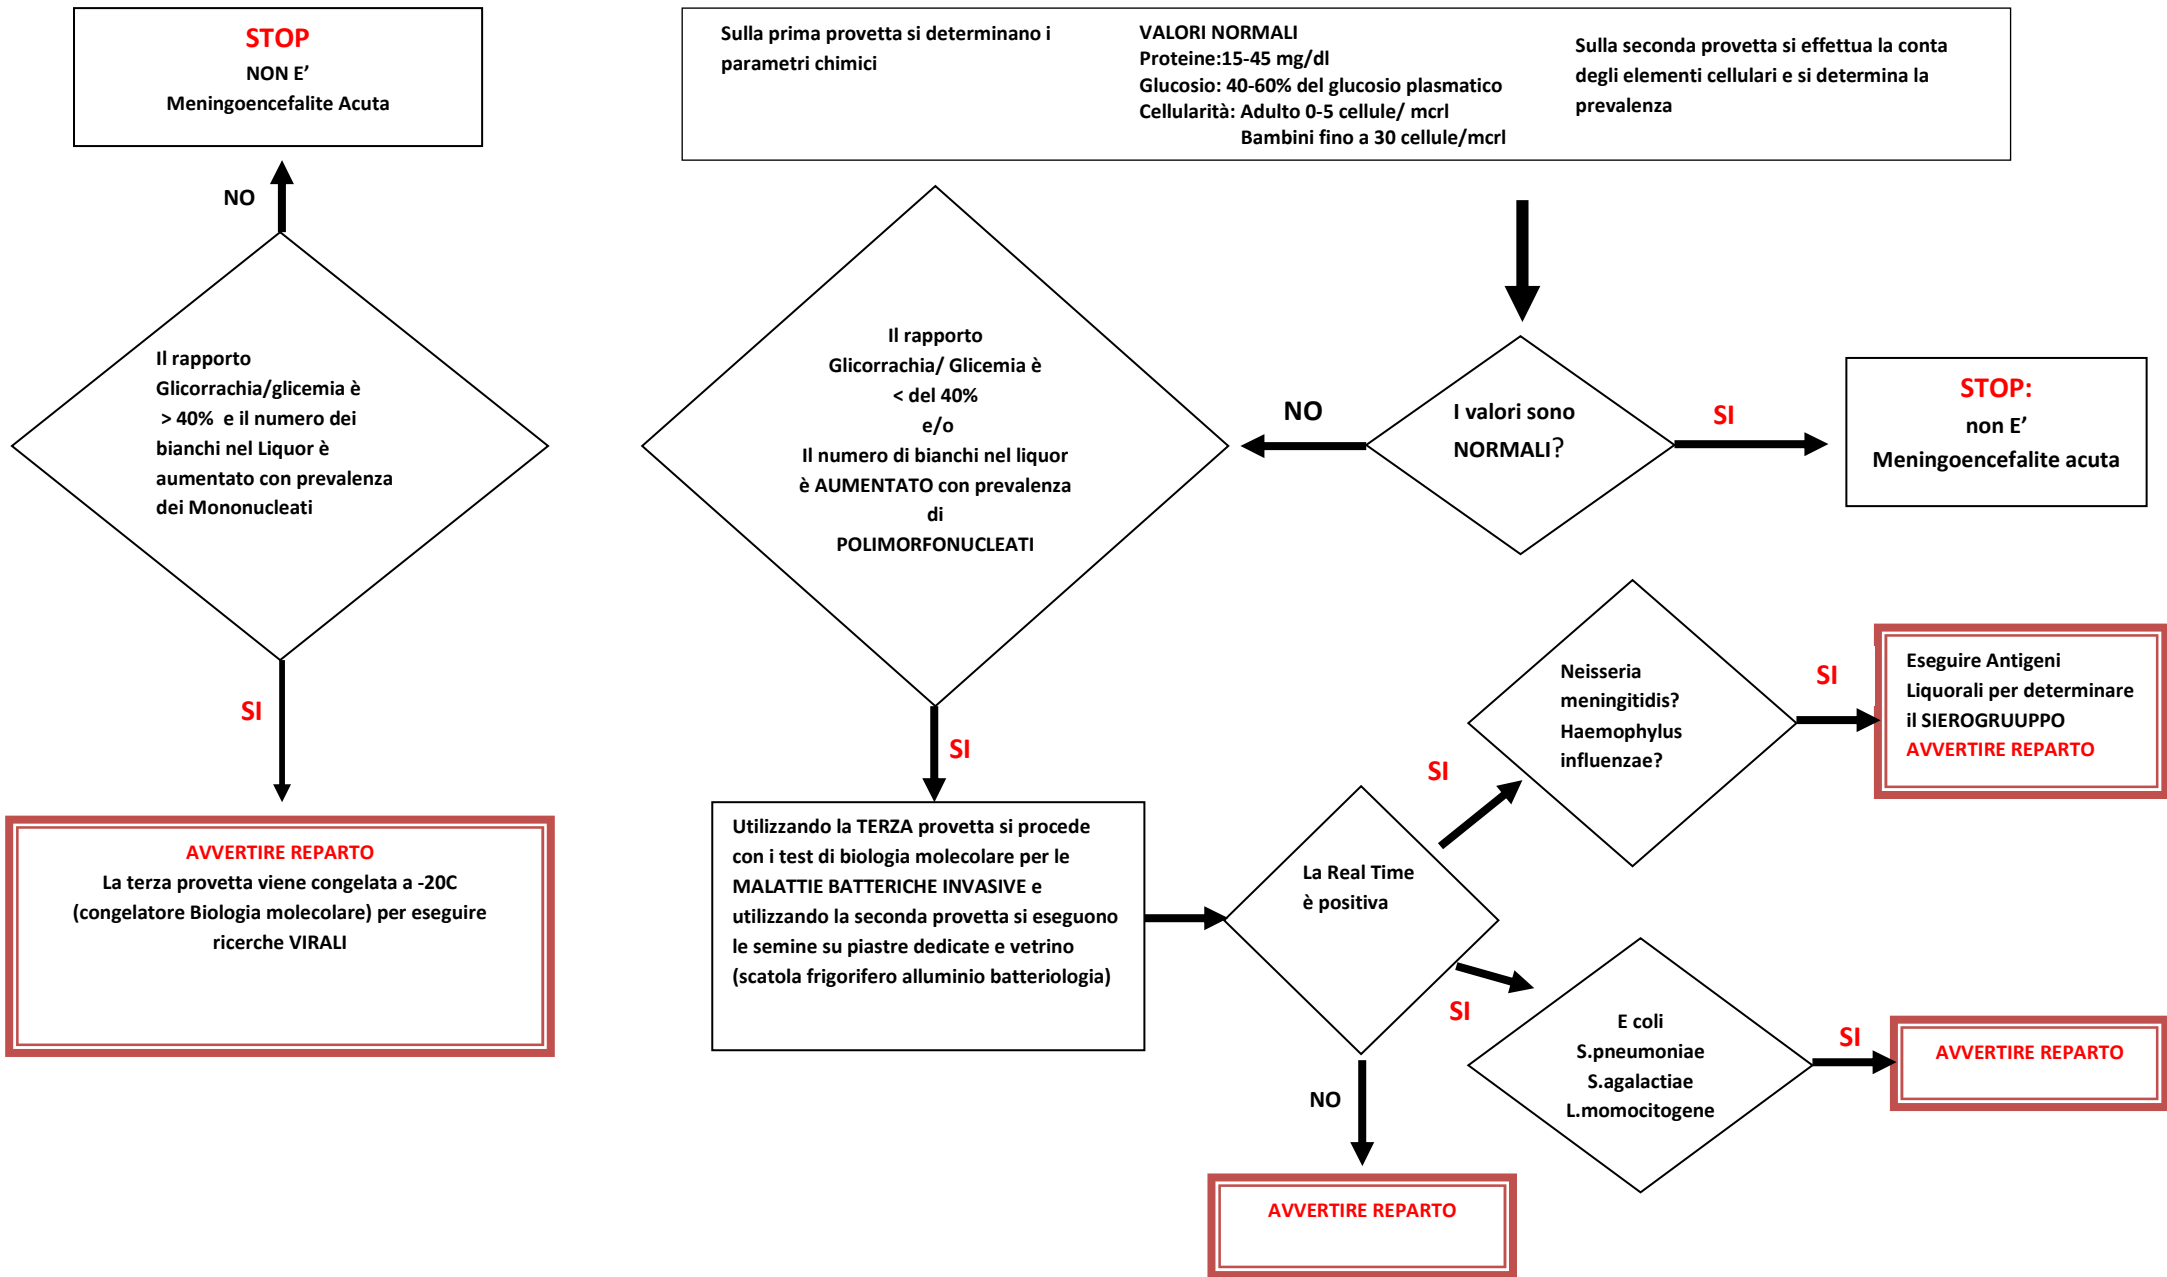 STOP
NON E'
Meningoencefalite Acuta
Sulla prima provetta si determinano i
parametri chimici
VALORI NORMALI
Proteine:15-45 mg/dl
Glucosio: 40-60% del glucosio plasmatico
Cellularità: Adulto 0-5 cellule/ mcrl
Bambini fino a 30 cellule/mcrl
Sulla seconda provetta si effettua la conta
degli elementi cellulari e si determina la
prevalenza
NO
Il rapporto
Glicorrachia/glicemia è
> 40% e il numero dei
bianchi nel Liquor è
aumentato con prevalenza
dei Mononucleati
SI
AVVERTIRE REPARTO
La terza provetta viene congelata a -20C
(congelatore Biologia molecolare) per eseguire
ricerche VIRALI
Il rapporto
Glicorrachia/ Glicemia è
< del 40%
e/o
Il numero di bianchi nel liquor
è AUMENTATO con prevalenza
di
POLIMORFONUCLEATI
NO
I valori sono
NORMALI?
SI
STOP:
non E'
Meningoencefalite acuta
SI
Utilizzando la TERZA provetta si procede
con i test di biologia molecolare per le
MALATTIE BATTERICHE INVASIVE e
utilizzando la seconda provetta si eseguono
le semine su piastre dedicate e vetrino
(scatola frigorifero alluminio batteriologia)
La Real Time
è positiva
SI
Neisseria
meningitidis?
Haemophylus
influenzae?
SI
Eseguire Antigeni
Liquorali per determinare
il SIEROGRUUPPO
AVVERTIRE REPARTO
SI
E coli
S.pneumoniae
S.agalactiae
L.momocitogene
SI
AVVERTIRE REPARTO
NO
AVVERTIRE REPARTO